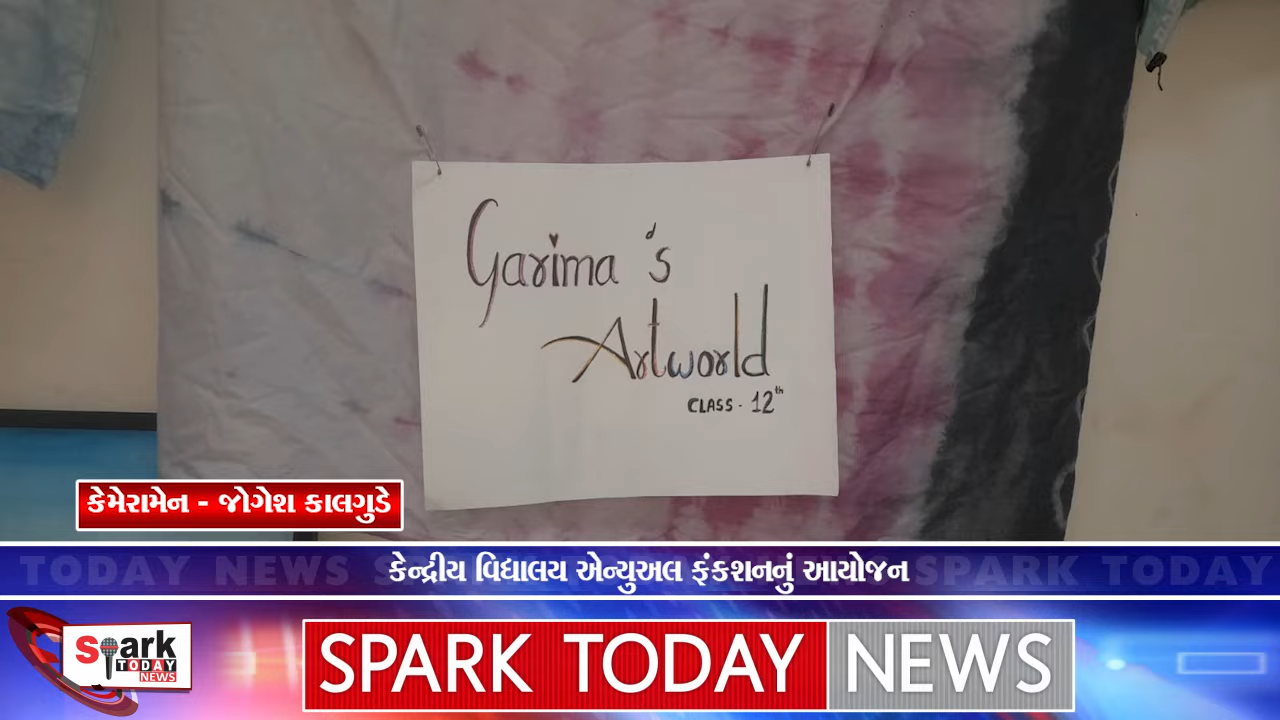 Garima's
Artworld
CLASS - 12th
કેમેરામેન - જોગેશ કાલગુડે
TODAY NEWS S
કેન્દ્રીય વિદ્યાલય એન્યુઅલ ફંકશનનું આયોજન
SPARK TODAY
Spark
TODAY
NEWS
SPARK TODAY NEWS